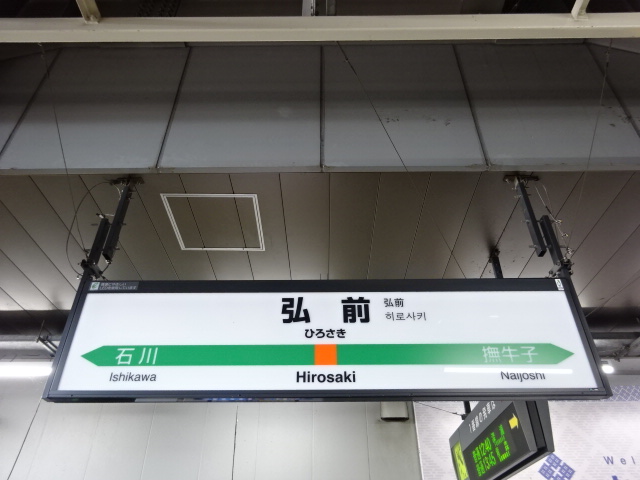 弘前
弘前
히로사키
ひろさき
石川
撫牛子
Ishikawa
Hirosaki
Naijoshi
Wel